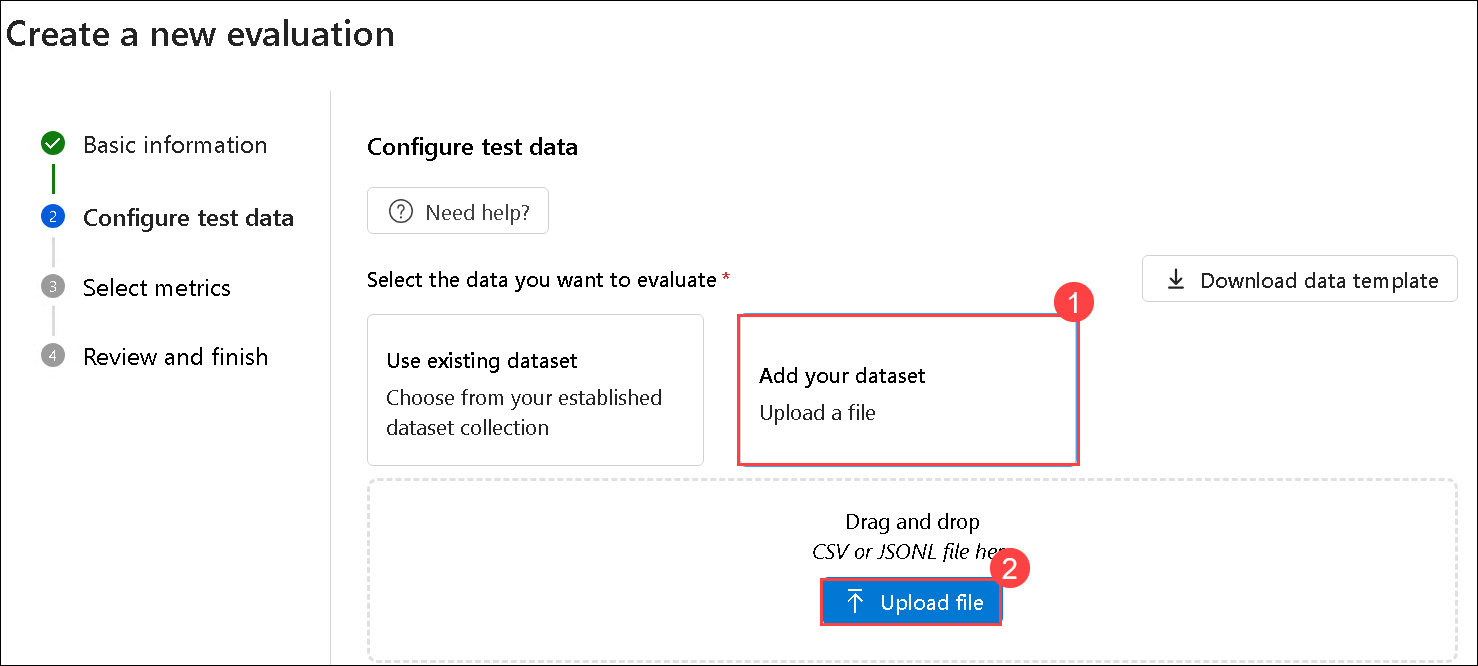 Create a new evaluation
Basic information
2 Configure test data
3 Select metrics
4 Review and finish
Configure test data
? Need help?
Select the data you want to evaluate *
Download data template
Use existing dataset
Choose from your established
dataset collection
1
Add your dataset
Upload a file
Drag and drop
CSV or JSONL file
2
Upload file